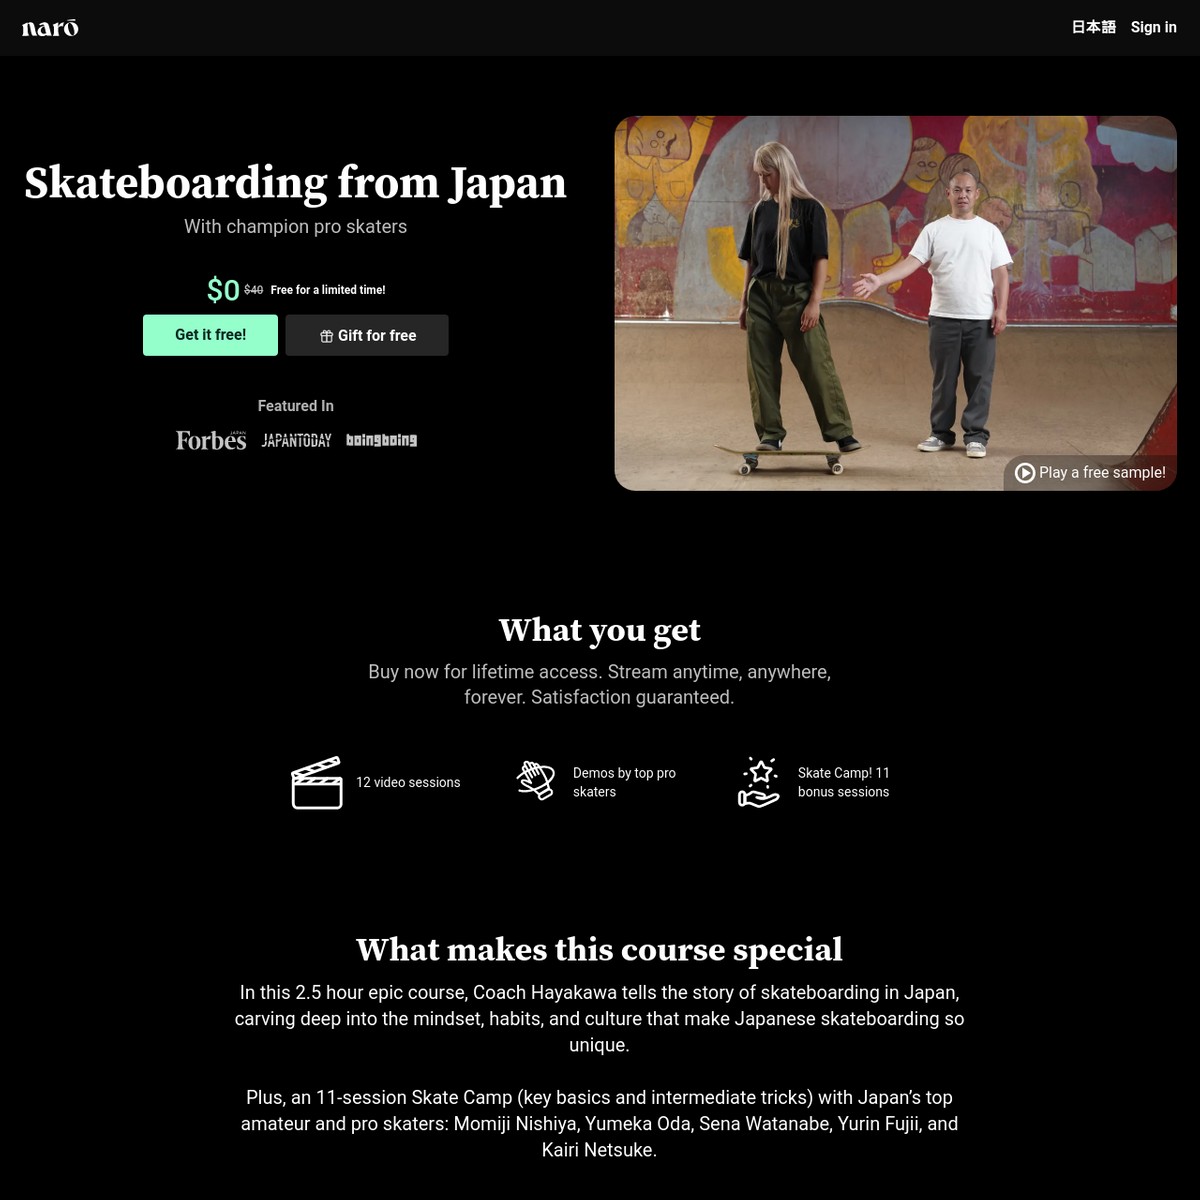 narō
日本語 Sign in
Skateboarding from Japan
With champion pro skaters
$0 $40 Free for a limited time!
Get it free! Gift for free
Featured In
Forbes JAPAN JAPANTODAY boingboing
Play a free sample!
What you get
Buy now for lifetime access. Stream anytime, anywhere,
forever. Satisfaction guaranteed.
12 video sessions
Demos by top pro
skaters
Skate Camp! 11
bonus sessions
What makes this course special
In this 2.5 hour epic course, Coach Hayakawa tells the story of skateboarding in Japan,
carving deep into the mindset, habits, and culture that make Japanese skateboarding so
unique.
Plus, an 11-session Skate Camp (key basics and intermediate tricks) with Japan’s top
amateur and pro skaters: Momiji Nishiya, Yumeka Oda, Sena Watanabe, Yurin Fujii, and
Kairi Netsuke.